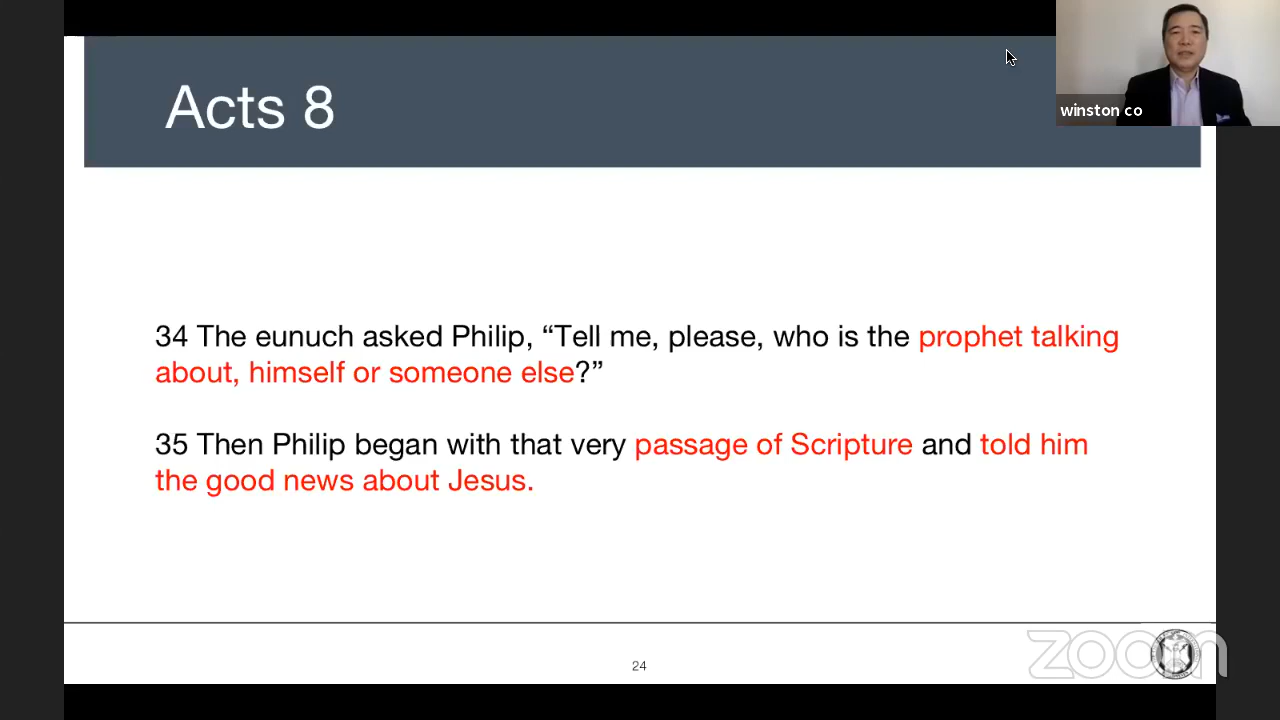 Acts 8
winston co
34 The eunuch asked Philip, “Tell me, please, who is the prophet talking
about, himself or someone else?”
35 Then Philip began with that very passage of Scripture and told him
the good news about Jesus.
24
zoom